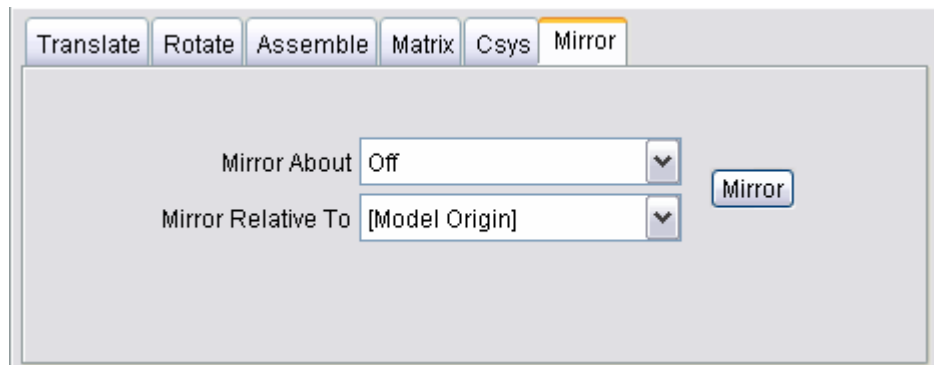 Translate Rotate Assemble Matrix Csys Mirror
Mirror About Off
Mirror
Mirror Relative To [Model Origin]